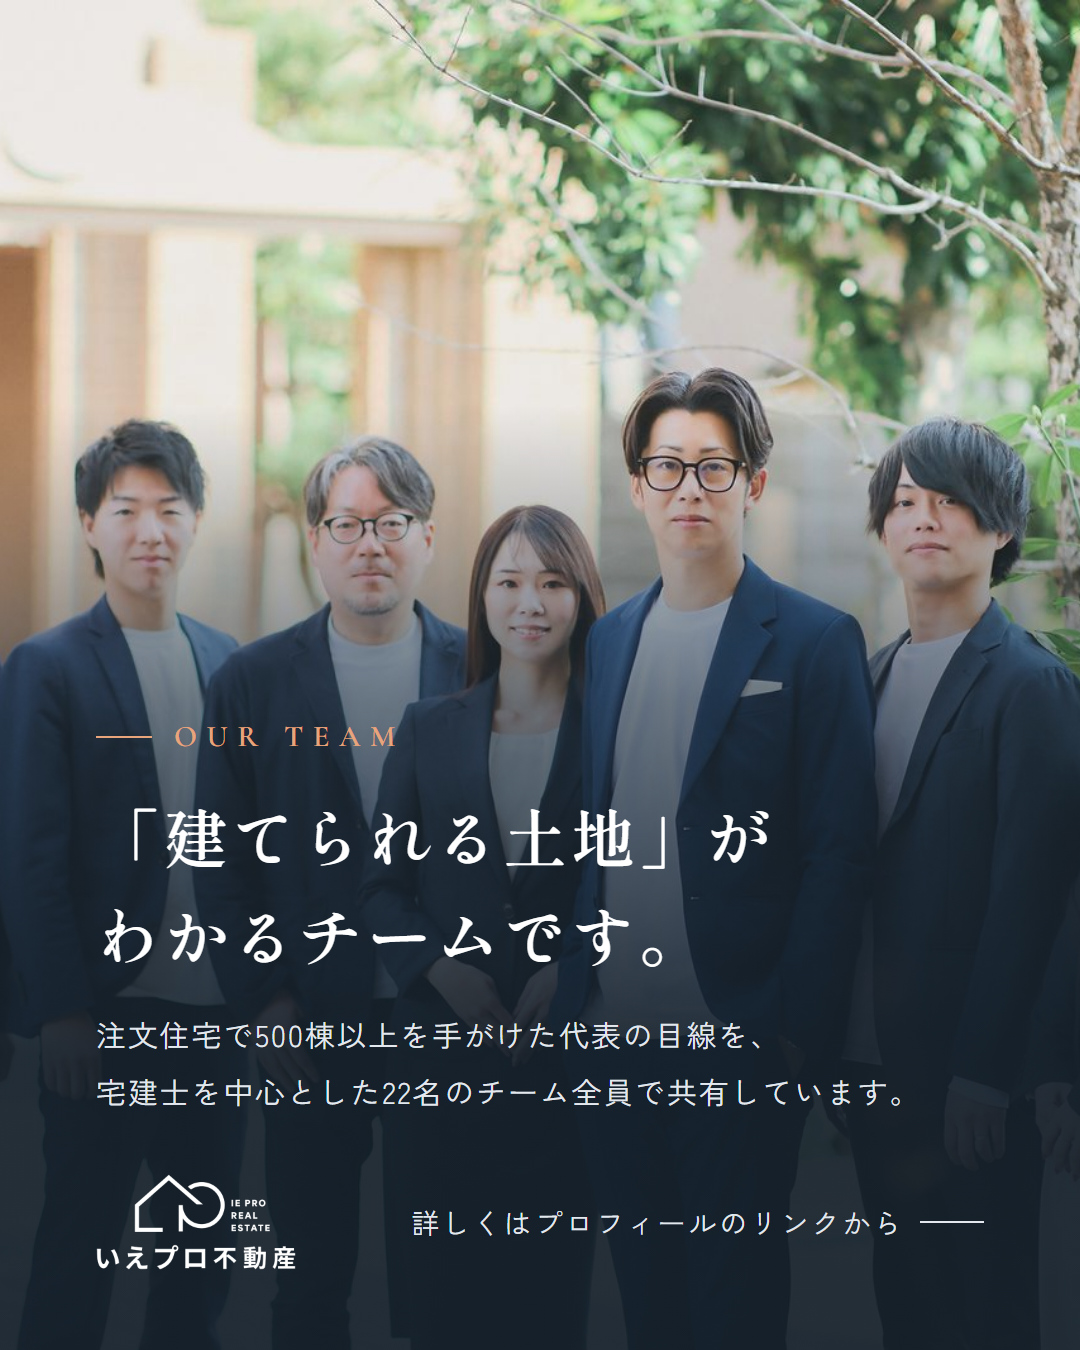 OUR TEAM
「建てられる土地」が
わかるチームです。
注文住宅で500棟以上を手がけた代表の目線を、
宅建士を中心とした22名のチーム全員で共有しています。
IE PRO
REAL
ESTATE
いえプロ不動産
詳しくはプロフィールのリンクから